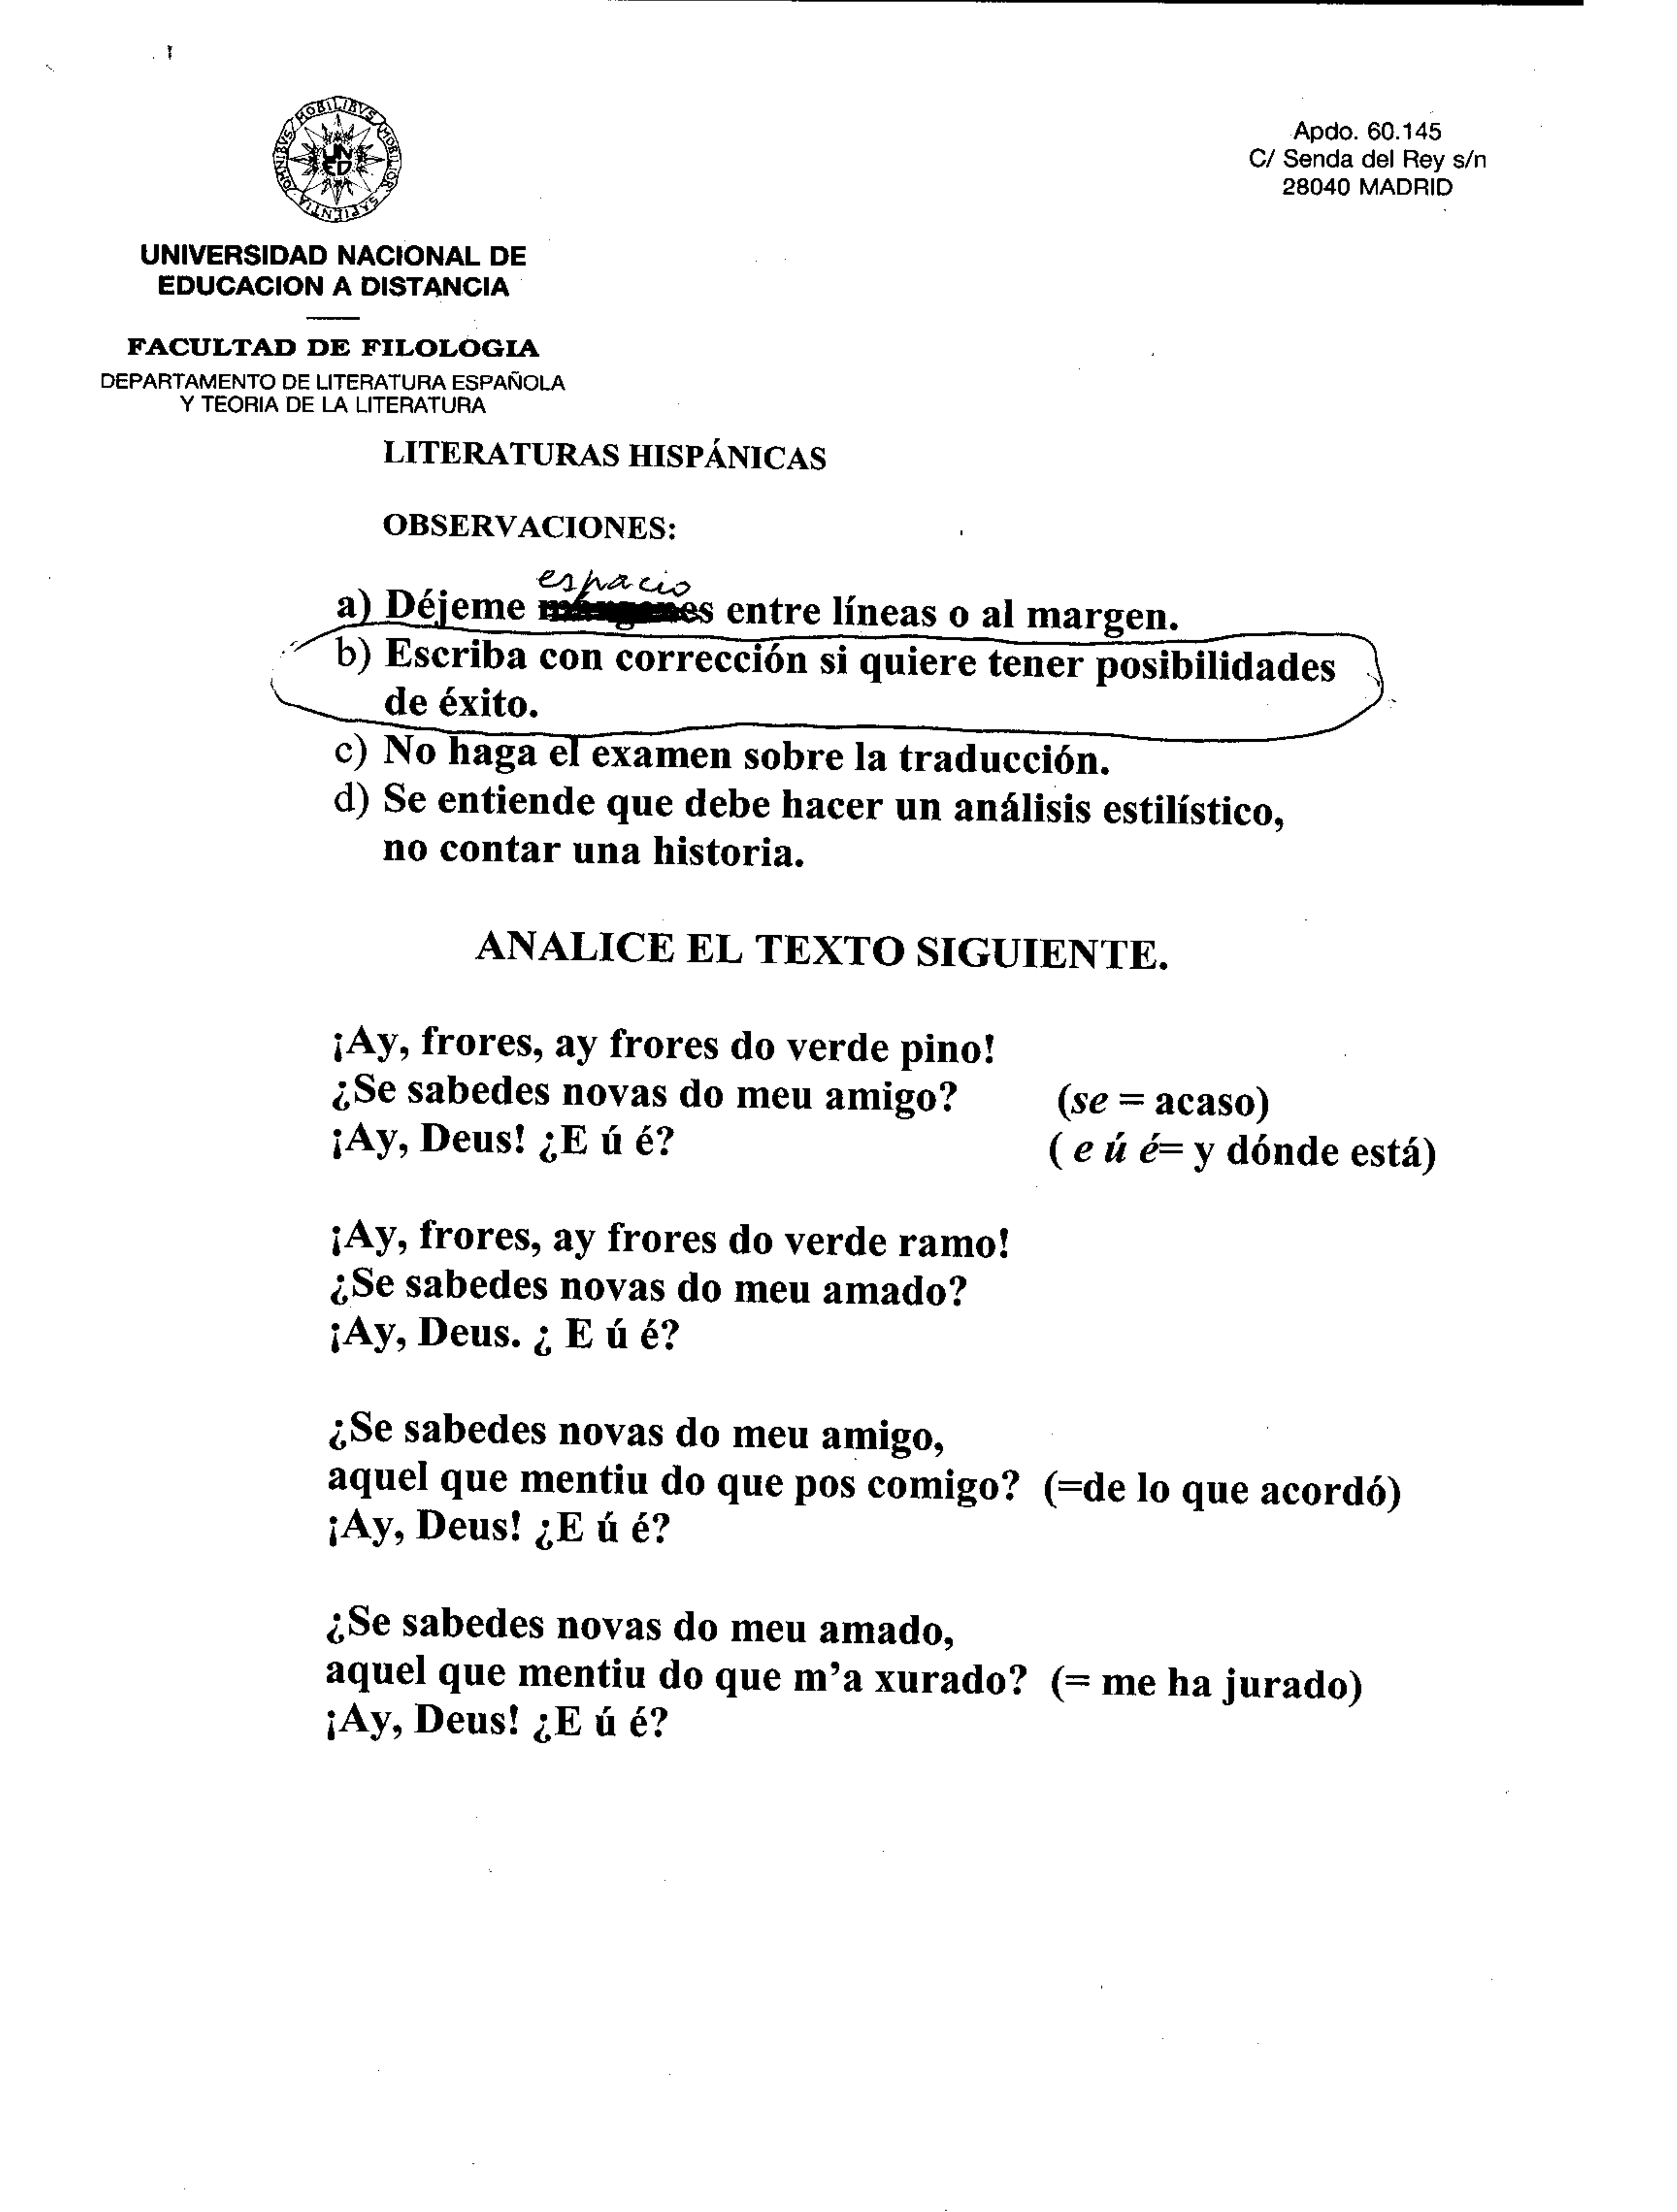 OMNIBVS MOBILIBVS MOBILIOR SAPIENTIA
UNED
Apdo. 60.145
C/ Senda del Rey s/n
28040 MADRID
UNIVERSIDAD NACIONAL DE
EDUCACION A DISTANCIA
FACULTAD DE FILOLOGIA
DEPARTAMENTO DE LITERATURA ESPAÑOLA
Y TEORIA DE LA LITERATURA
LITERATURAS HISPÁNICAS
OBSERVACIONES:
espacio
a) Déjeme márgenes entre líneas o al margen.
b) Escriba con corrección si quiere tener posibilidades
de éxito.
c) No haga el examen sobre la traducción.
d) Se entiende que debe hacer un análisis estilístico,
no contar una historia.
ANALICE EL TEXTO SIGUIENTE.
¡Ay, frores, ay frores do verde pino!
¿Se sabedes novas do meu amigo? (se = acaso)
¡Ay, Deus! ¿E ú é? ( e ú é= y dónde está)
¡Ay, frores, ay frores do verde ramo!
¿Se sabedes novas do meu amado?
¡Ay, Deus. ¿ E ú é?
¿Se sabedes novas do meu amigo,
aquel que mentiu do que pos comigo? (=de lo que acordó)
¡Ay, Deus! ¿E ú é?
¿Se sabedes novas do meu amado,
aquel que mentiu do que m'a xurado? (= me ha jurado)
¡Ay, Deus! ¿E ú é?